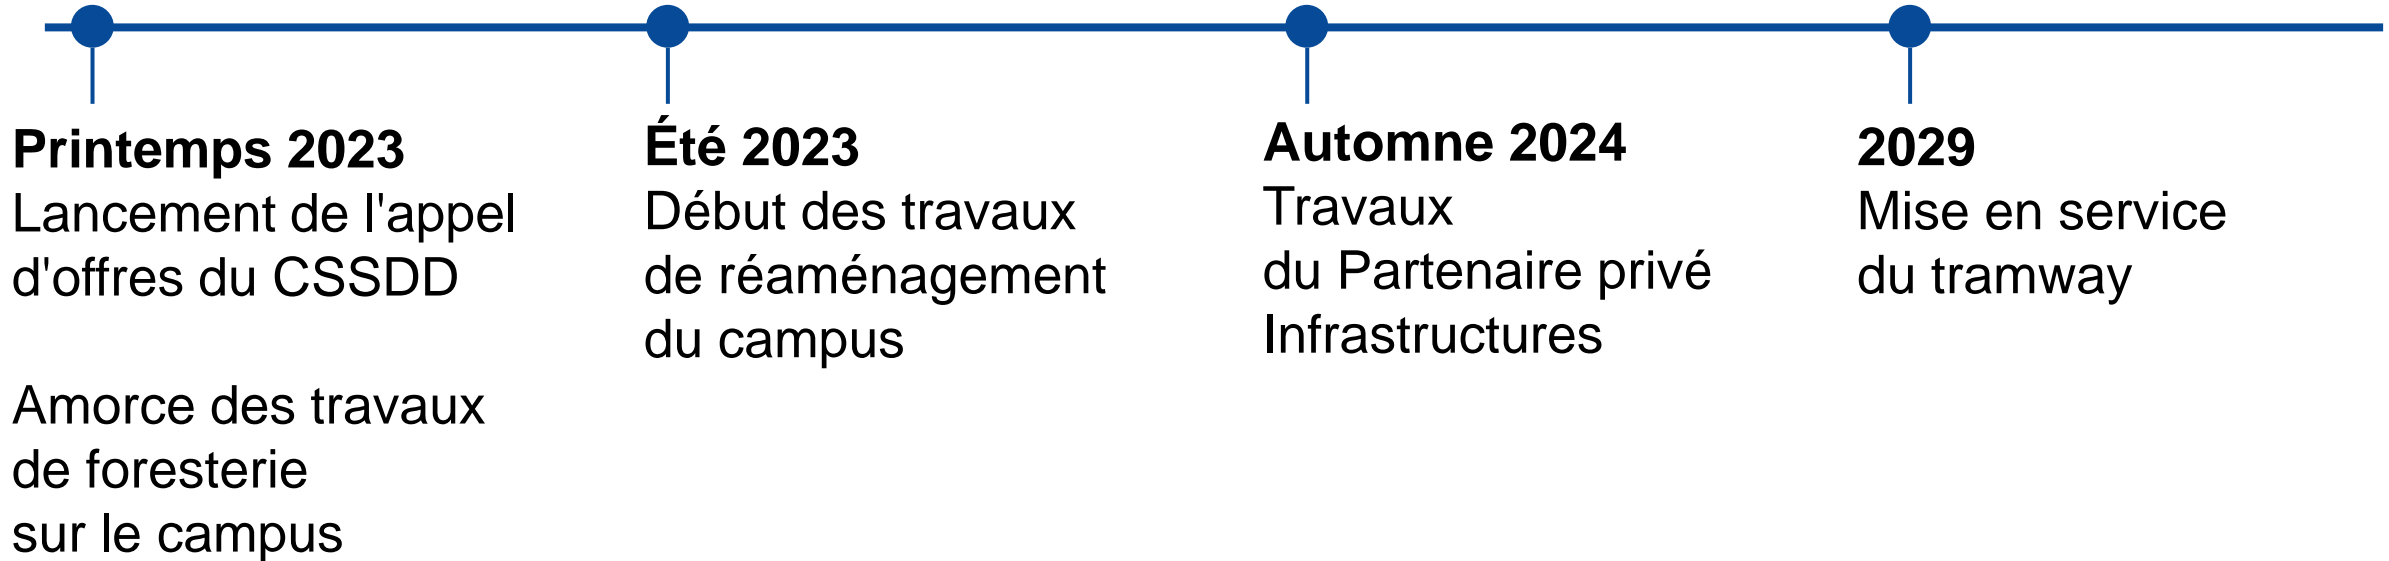 Printemps 2023
Lancement de l'appel
d'offres du CSSDD
Amorce des travaux
de foresterie
sur le campus
Été 2023
Début des travaux
de réaménagement
du campus
Automne 2024
Travaux
du Partenaire privé
Infrastructures
2029
Mise en service
du tramway